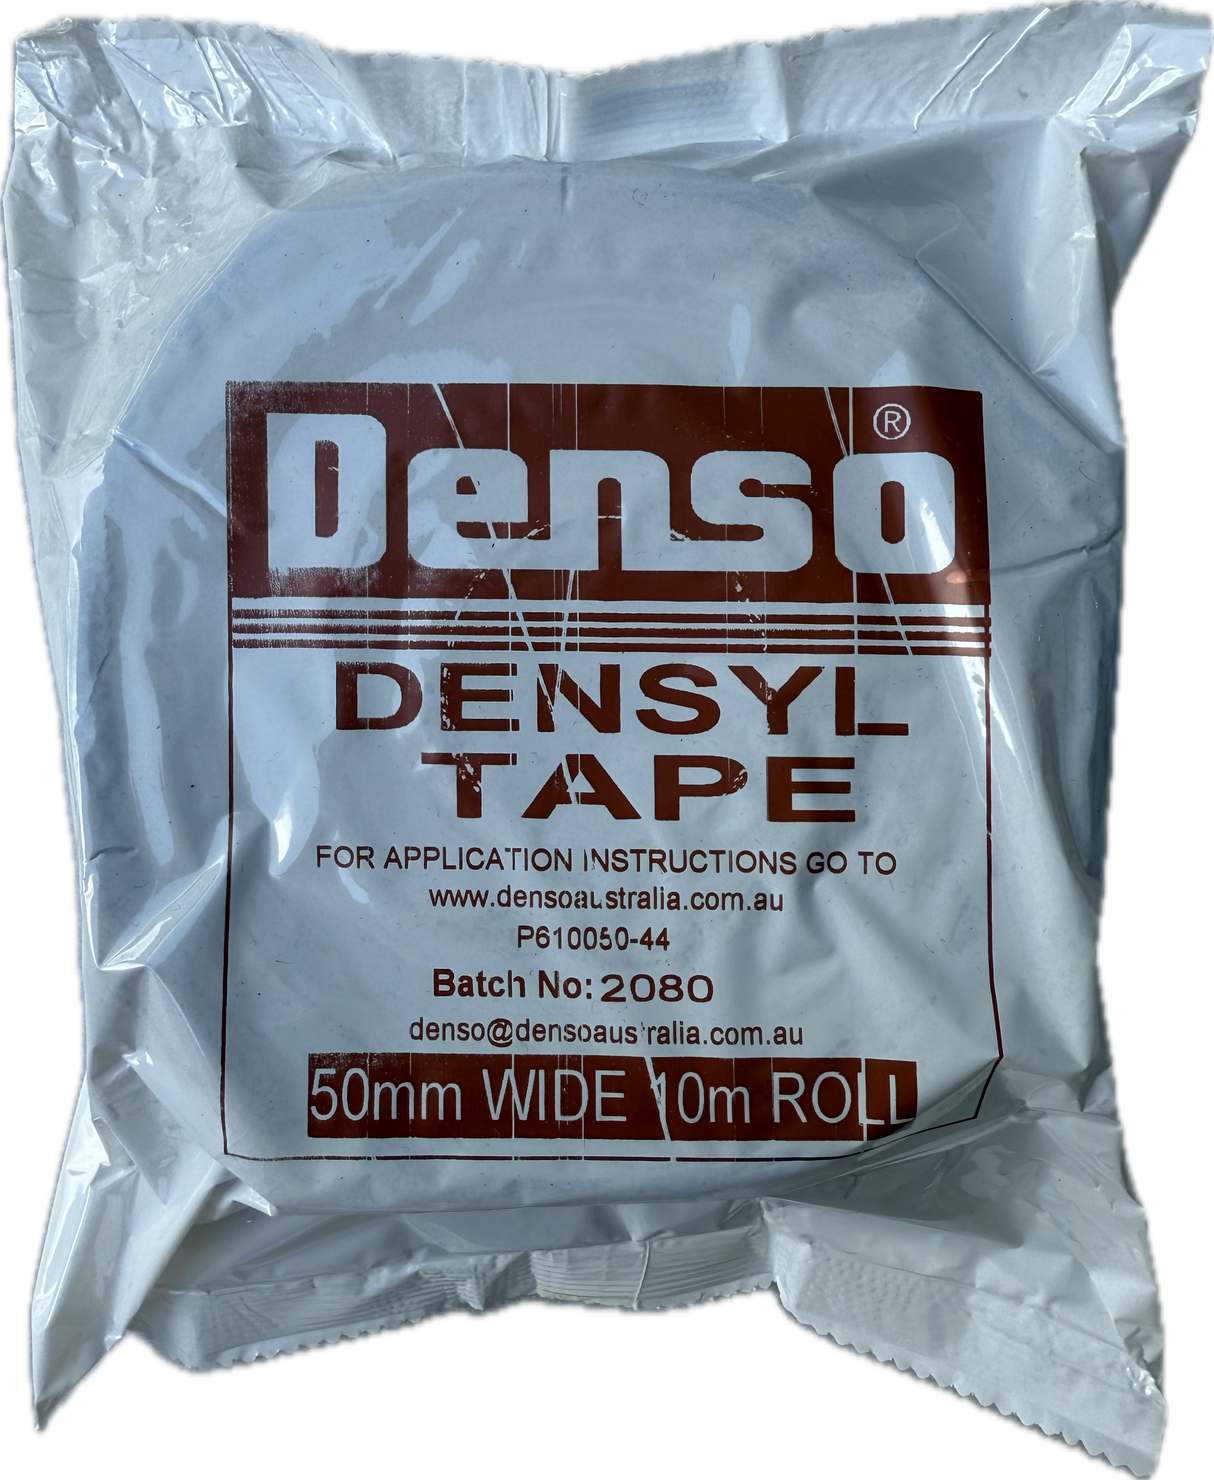 Denso®
DENSYL
TAPE
FOR APPLICATION INSTRUCTIONS GO TO
www.densoaustralia.com.au
P610050-44
Batch No: 2080
denso@densoaustralia.com.au
50mm WIDE 10m ROLL